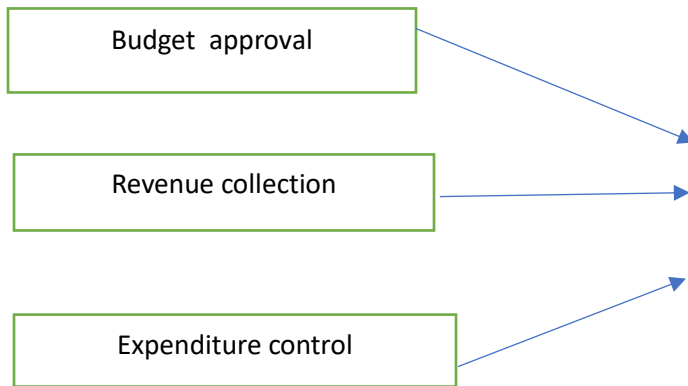 Budget  approval
Revenue collection
Expenditure control